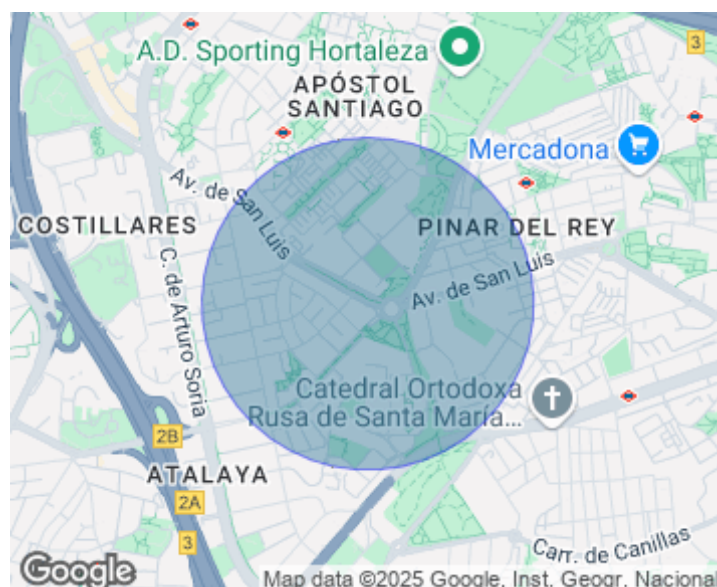 3
A.D. Sporting Hortaleza
APÓSTOL
SANTIAGO
Mercadona
Av. de San Luis
COSTILLARES
PINAR DEL REY
C. de Arturo Soria
Av. de San Luis
Catedral Ortodoxa
Rusa de Santa María...
2B
ATALAYA
2A
3
Carr. de Canillas
Google
Map data ©2025 Google, Inst. Geogr. Nacional